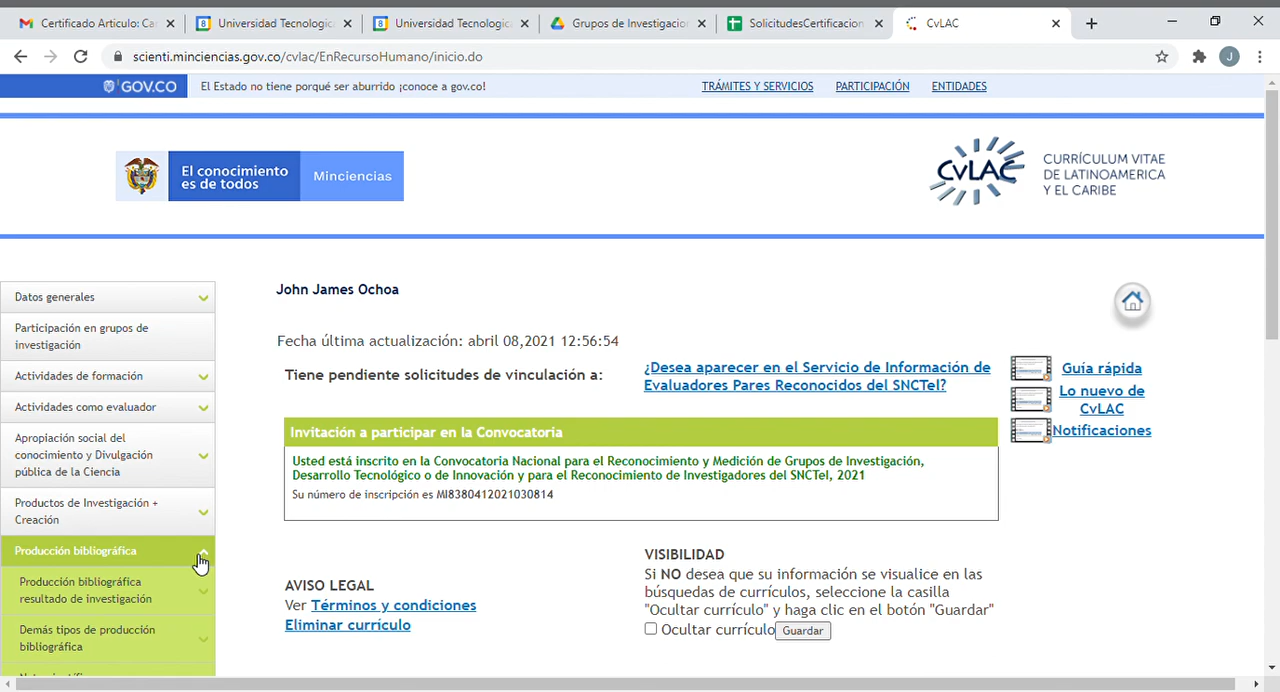 Certificado Articulo: Ca
Universidad Tecnologic
Universidad Tecnologic
Grupos de Investigacio
SolicitudesCertificacion
CvLAC
scienti.minciencias.gov.co/cvlac/EnRecursoHumano/inicio.do
J
GOV.CO
El Estado no tiene porqué ser aburrido ¡conoce a gov.co!
TRÁMITES Y SERVICIOS
PARTICIPACIÓN
ENTIDADES
El conocimiento
es de todos
Minciencias
CvLAC
CURRÍCULUM VITAE
DE LATINOAMERICA
Y EL CARIBE
Datos generales
Participación en grupos de
investigación
Actividades de formación
Actividades como evaluador
Apropiación social del
conocimiento y Divulgación
pública de la Ciencia
Productos de Investigación +
Creación
Producción bibliográfica
Producción bibliográfica
resultado de investigación
Demás tipos de producción
bibliográfica
John James Ochoa
Fecha última actualización: abril 08,2021 12:56:54
Tiene pendiente solicitudes de vinculación a:
¿Desea aparecer en el Servicio de Información de
Evaluadores Pares Reconocidos del SNCTeI?
Guía rápida
Lo nuevo de
CvLAC
Notificaciones
Invitación a participar en la Convocatoria
Usted está inscrito en la Convocatoria Nacional para el Reconocimiento y Medición de Grupos de Investigación,
Desarrollo Tecnológico o de Innovación y para el Reconocimiento de Investigadores del SNCTeI, 2021
Su número de inscripción es MI8380412021030814
AVISO LEGAL
Ver Términos y condiciones
Eliminar currículo
VISIBILIDAD
Si NO desea que su información se visualice en las
búsquedas de currículos, seleccione la casilla
"Ocultar currículo" y haga clic en el botón "Guardar"
Ocultar currículo Guardar